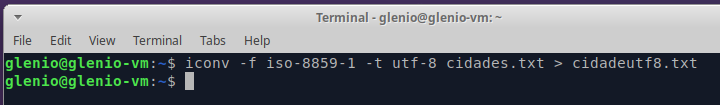 Terminal - glenio@glenio-vm: ~
File Edit View Terminal Tabs Help
glenio@glenio-vm:~$ iconv -f iso-8859-1 -t utf-8 cidades.txt > cidadeutf8.txt
glenio@glenio-vm:~$